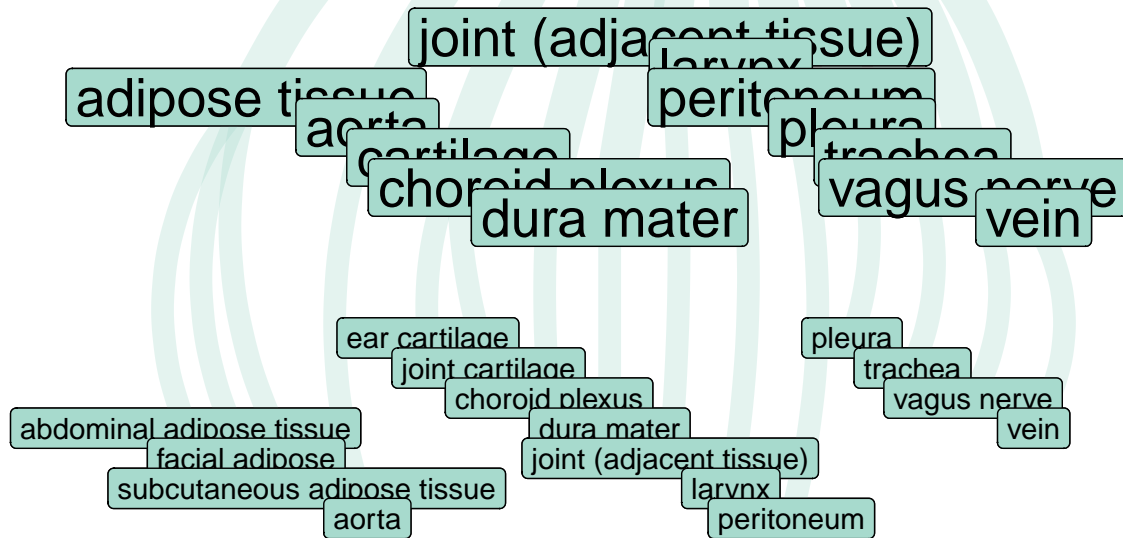 joint (adjacent tissue)
larynx
adipose tissue
peritoneum
aorta
pleura
cartilage
trachea
choroid plexus
vagus nerve
dura mater
vein
ear cartilage
pleura
joint cartilage
trachea
choroid plexus
vagus nerve
abdominal adipose tissue
dura mater
vein
facial adipose
joint (adjacent tissue)
subcutaneous adipose tissue
larynx
aorta
peritoneum